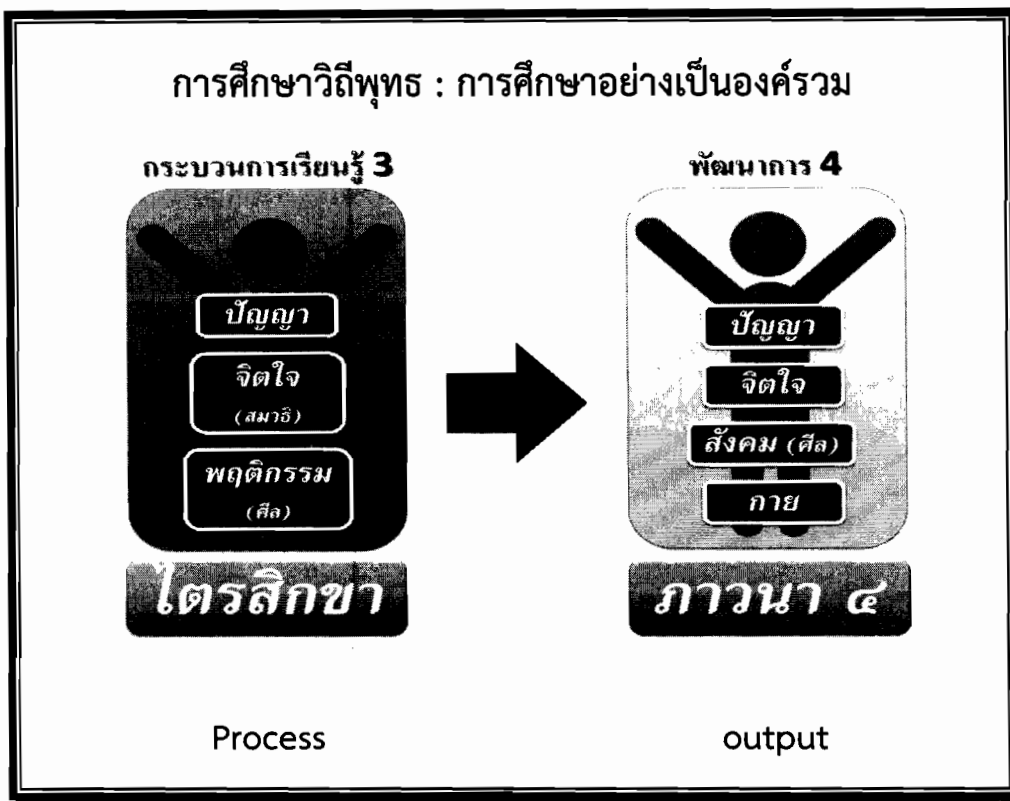 การศึกษาวิถีพุทธ : การศึกษาอย่างเป็นองค์รวม
กระบวนการเรียนรู้ 3
ปัญญา
จิตใจ
(สมาธิ)
พฤติกรรม
(ศีล)
ไตรสิกขา
Process
พัฒนาการ 4
ปัญญา
จิตใจ
สังคม (ศีล)
กาย
ภาวนา ๔
output